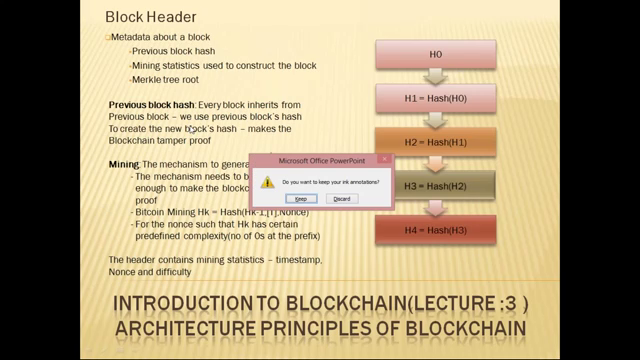 Block Header
Metadata about a block
Previous block hash
Mining statistics used to construct the block
Merkle tree root
Previous block hash: Every block inherits from
Previous block – we use previous block's hash
To create the new block's hash – makes the
Blockchain tamper proof
Mining: The mechanism to genera
- The mechanism needs to b
enough to make the blockc
proof
- Bitcoin Mining Hk = Hash(Hk-1,[T],Nonce)
- For the nonce such that Hk has certain
predefined complexity(no of 0s at the prefix)
The header contains mining statistics – timestamp,
Nonce and difficulty
H0
H1 = Hash(H0)
H2 = Hash(H1)
H3 = Hash(H2)
H4 = Hash(H3)
Microsoft Office PowerPoint
Do you want to keep your ink annotations?
Keep
Discard
INTRODUCTION TO BLOCKCHAIN(LECTURE :3 )
ARCHITECTURE PRINCIPLES OF BLOCKCHAIN